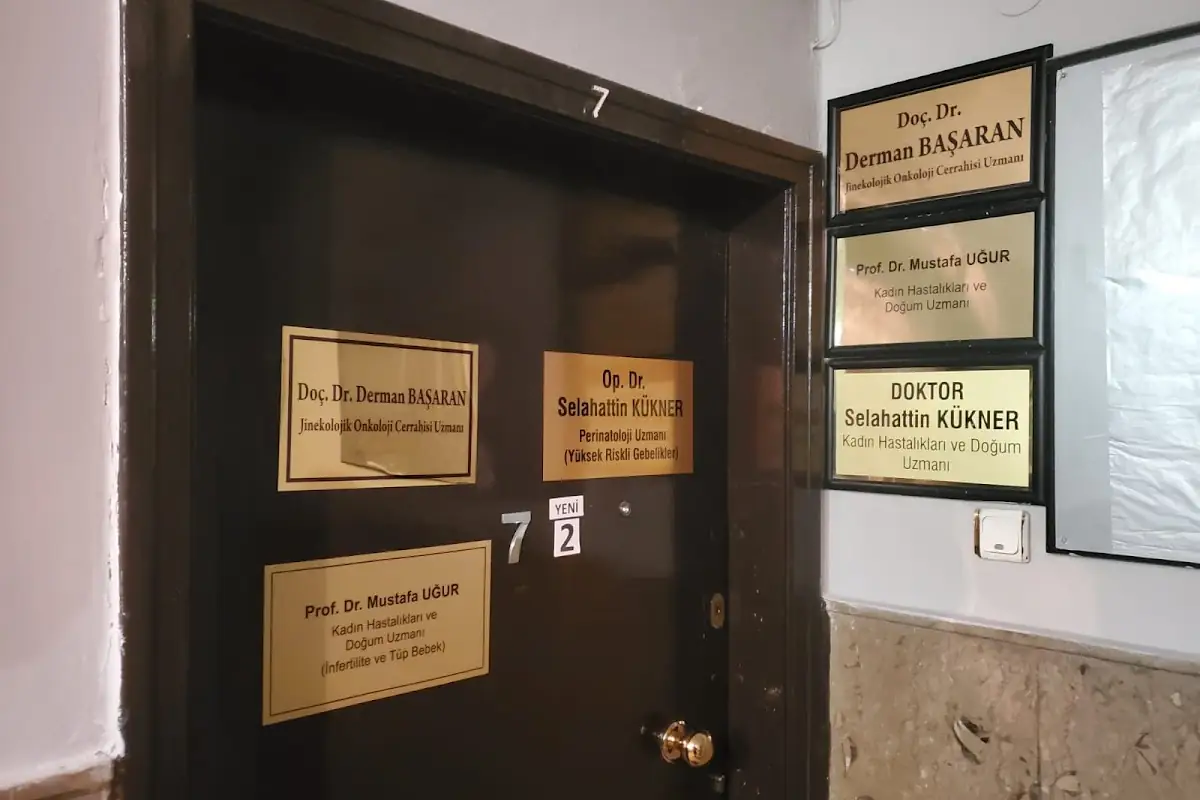 7
Doç. Dr. Derman BAŞARAN
Jinekolojik Onkoloji Cerrahisi Uzmanı
Op. Dr.
Selahattin KÜKNER
Perinatoloji Uzmanı
(Yüksek Riskli Gebelikler)
7
YENİ
2
Prof. Dr. Mustafa UĞUR
Kadın Hastalıkları ve
Doğum Uzmanı
(İnfertilite ve Tüp Bebek)
Doç. Dr.
Derman BAŞARAN
Jinekolojik Onkoloji Cerrahisi Uzmanı
Prof. Dr. Mustafa UĞUR
Kadın Hastalıkları ve
Doğum Uzmanı
DOKTOR
Selahattin KÜKNER
Kadın Hastalıkları ve Doğum
Uzmanı